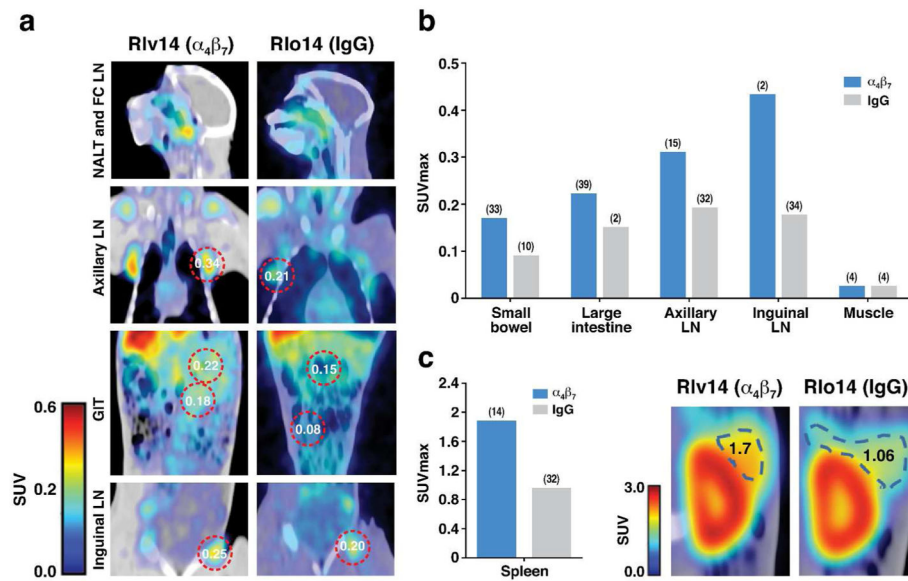 a
Rlv14 (α₄β₇)
Rlo14 (IgG)
NALT and FC LN
Axillary LN
0.34
0.21
GIT
0.22
0.18
0.15
0.08
Inguinal LN
0.25
0.20
0.6
0.2
0.0
SUV
b
0.5
0.4
0.3
0.2
0.1
0
SUVmax
α₄β₇
IgG
(33)
(10)
(39)
(2)
(15)
(32)
(2)
(34)
(4)
(4)
Small bowel
Large intestine
Axillary LN
Inguinal LN
Muscle
c
2.4
2.0
1.6
1.2
0.8
0.4
0
SUVmax
α₄β₇
IgG
(14)
(32)
Spleen
Rlv14 (α₄β₇)
Rlo14 (IgG)
1.7
1.06
3.0
0.0
SUV